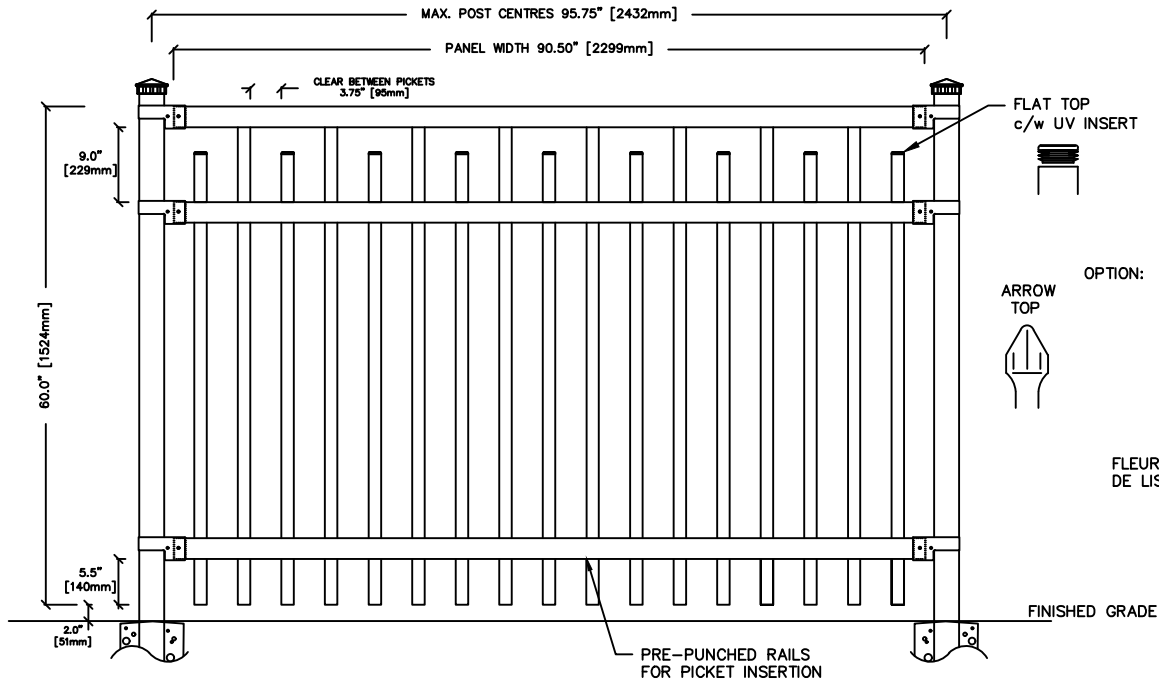 MAX. POST CENTRES 95.75" [2432mm]
PANEL WIDTH 90.50" [2299mm]
CLEAR BETWEEN PICKETS
3.75" [95mm]
FLAT TOP
c/w UV INSERT
9.0"
[229mm]
60.0" [1524mm]
OPTION:
ARROW
TOP
FLEUR
DE LIS
5.5"
[140mm]
2.0"
[51mm]
FINISHED GRADE
PRE-PUNCHED RAILS
FOR PICKET INSERTION